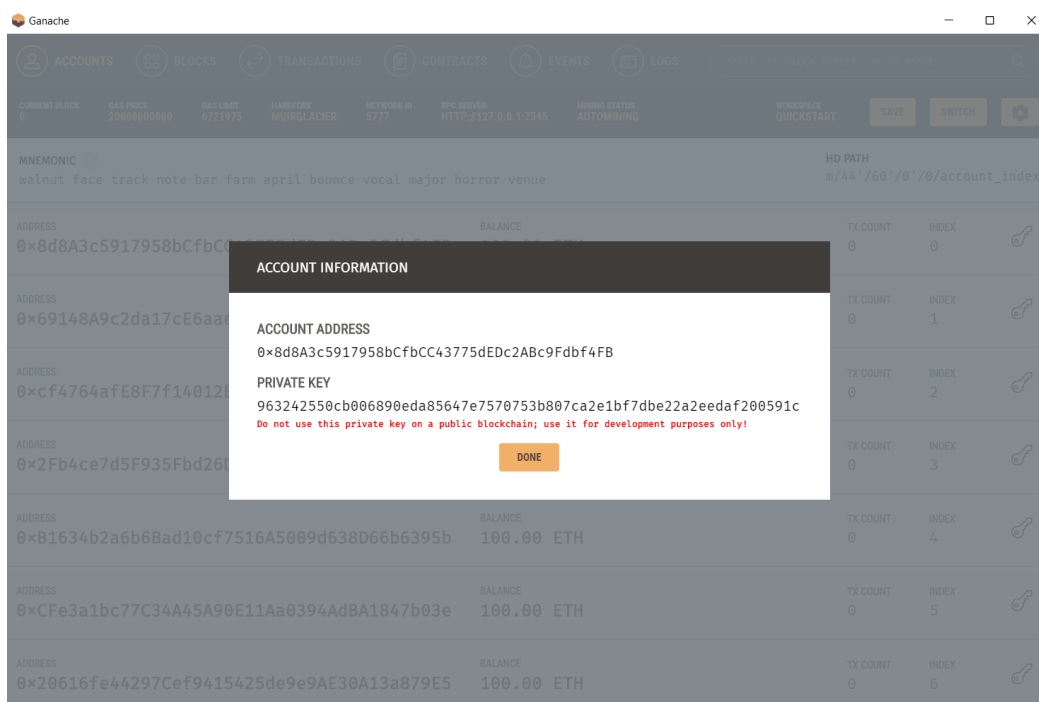 Ganache
ACCOUNTS BLOCKS TRANSACTIONS CONTRACTS EVENTS LOGS
CURRENT BLOCK GAS PRICE GAS LIMIT HARDFORK NETWORK ID RPC SERVER MINING STATUS WORKSPACE
0 20000000000 6721975 MUIRGLACIER 5777 HTTP://127.0.0.1:7545 AUTOMINING QUICKSTART SAVE SWITCH
MNEMONIC HD PATH
walnut face track note bar farm april bounce vocal major horror venue m/44'/60'/0'/0/account_index
ADDRESS BALANCE TX COUNT INDEX
0×8d8A3c5917958bCfbCC 0 0
ACCOUNT INFORMATION
ADDRESS TX COUNT INDEX
0×69148A9c2da17cE6aae 0 1
ACCOUNT ADDRESS
0×8d8A3c5917958bCfbCC43775dEDc2ABc9Fdbf4FB
ADDRESS TX COUNT INDEX
0×cf4764afE8F7f14012 0 2
PRIVATE KEY
963242550cb006890eda85647e7570753b807ca2e1bf7dbe22a2eedaf200591c
Do not use this private key on a public blockchain; use it for development purposes only!
ADDRESS TX COUNT INDEX
0×2Fb4ce7d5F935Fbd26 0 3
DONE
ADDRESS BALANCE TX COUNT INDEX
0×B1634b2a6b6Bad10cf7516A5009d638D66b6395b 100.00 ETH 0 4
ADDRESS BALANCE TX COUNT INDEX
0×CFe3a1bc77C34A45A90E11Aa0394AdBA1847b03e 100.00 ETH 0 5
ADDRESS BALANCE TX COUNT INDEX
0×20616fe44297Cef9415425de9e9AE30A13a879E5 100.00 ETH 0 6